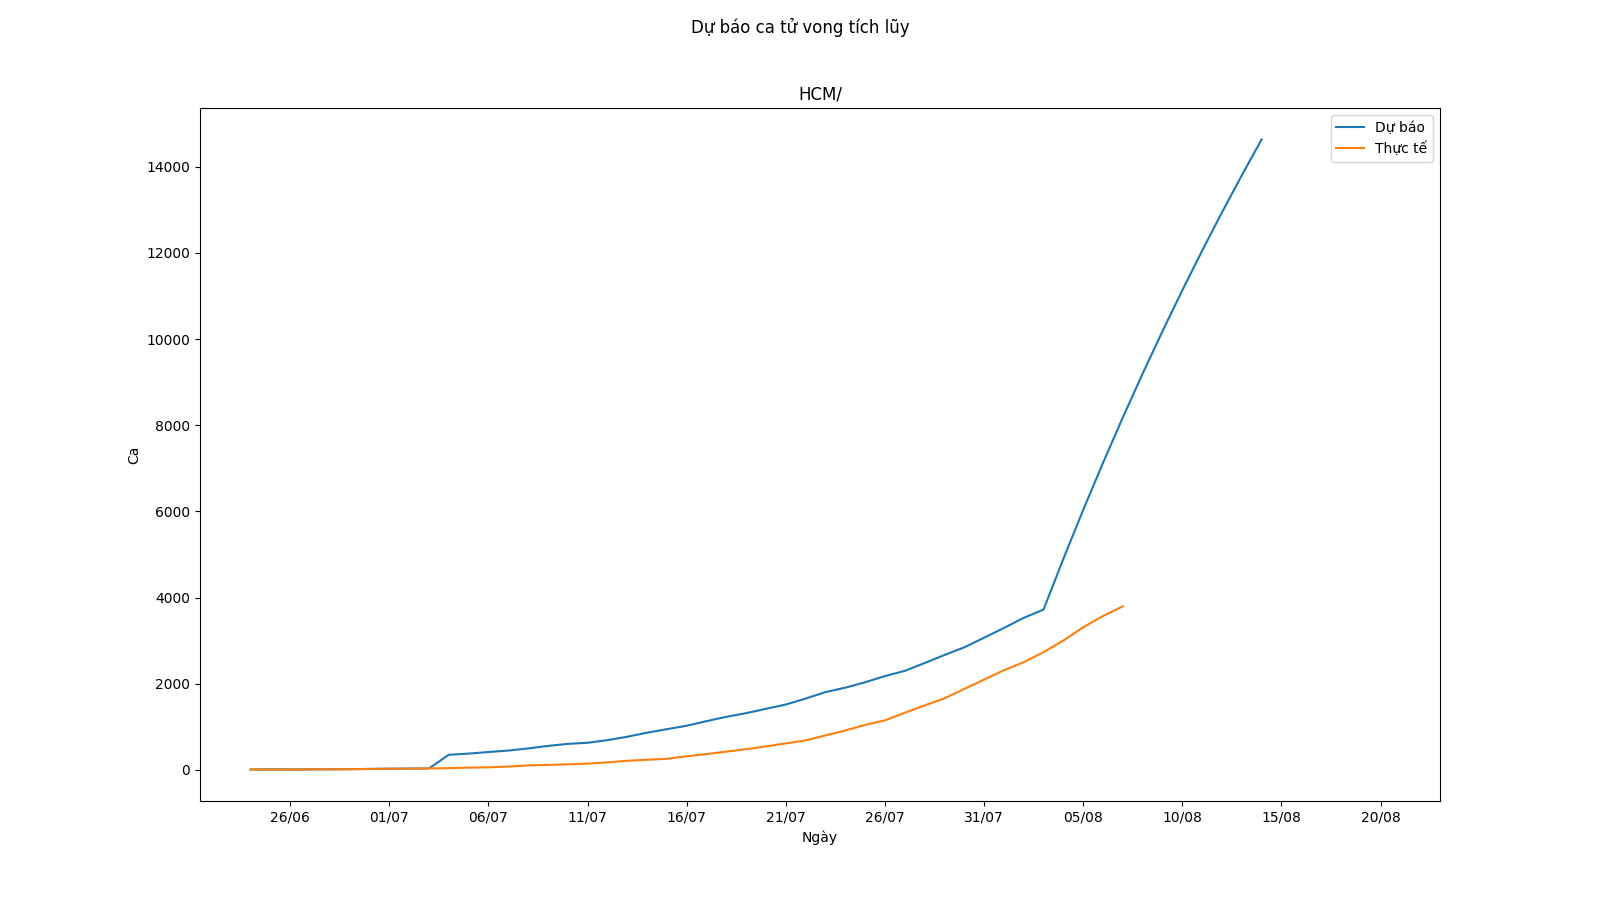 Dự báo ca tử vong tích lũy
HCM/
Dự báo
Thực tế
14000
12000
10000
8000
6000
4000
2000
0
Ca
26/06 01/07 06/07 11/07 16/07 21/07 26/07 31/07 05/08 10/08 15/08 20/08
Ngày